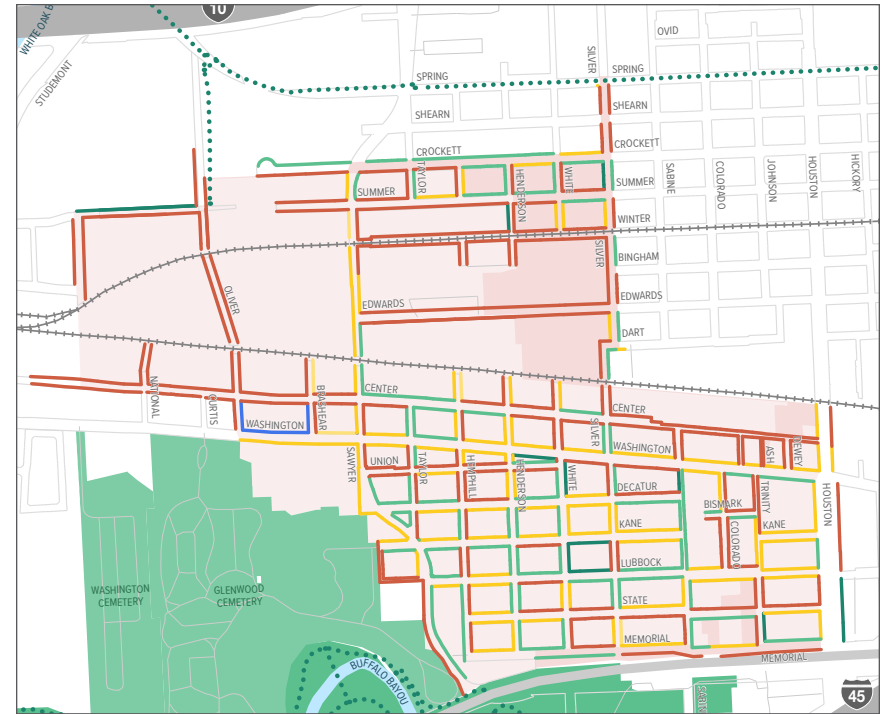 10
WHITE OAK B
STUDEMONT
OVID
SILVER
SPRING
SPRING
SHEARN
SHEARN
CROCKETT
CROCKETT
TAYLOR
HENDERSON
WHIT
SUMMER
SUMMER
SABINE
COLORADO
JOHNSON
HOUSTON
HICKORY
WINTER
SILVER
BINGHAM
OLIVER
EDWARDS
EDWARDS
DART
NATIONAL
CURTIS
BRASHEAR
CENTER
CENTER
WASHINGTON
SILVER
WASHINGTON
SAWYER
UNION
TAYLOR
HEMPHILL
HENDERSON
WHITE
ASH
DEWEY
DECATUR
BISMARK
TRINITY
HOUSTON
KANE
COLORADO
KANE
LUBBOCK
WASHINGTON
CEMETERY
GLENWOOD
CEMETERY
STATE
MEMORIAL
MEMORIAL
BUFFALO BAYOU
SABIN
45